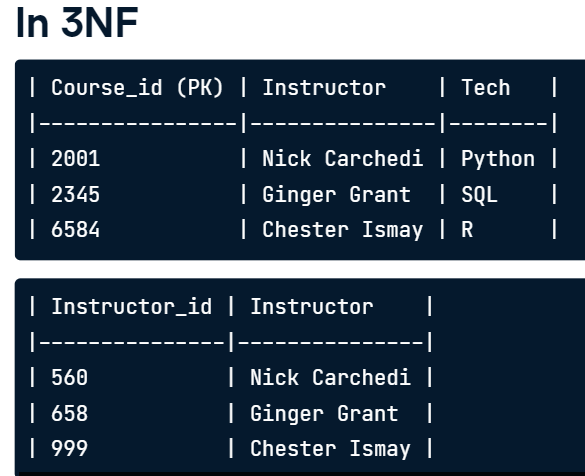 In 3NF
| Course_id (PK) | Instructor    | Tech   |
|----------------|---------------|--------|
| 2001           | Nick Carchedi | Python |
| 2345           | Ginger Grant  | SQL    |
| 6584           | Chester Ismay | R      |
| Instructor_id | Instructor    |
|---------------|---------------|
| 560           | Nick Carchedi |
| 658           | Ginger Grant  |
| 999           | Chester Ismay |